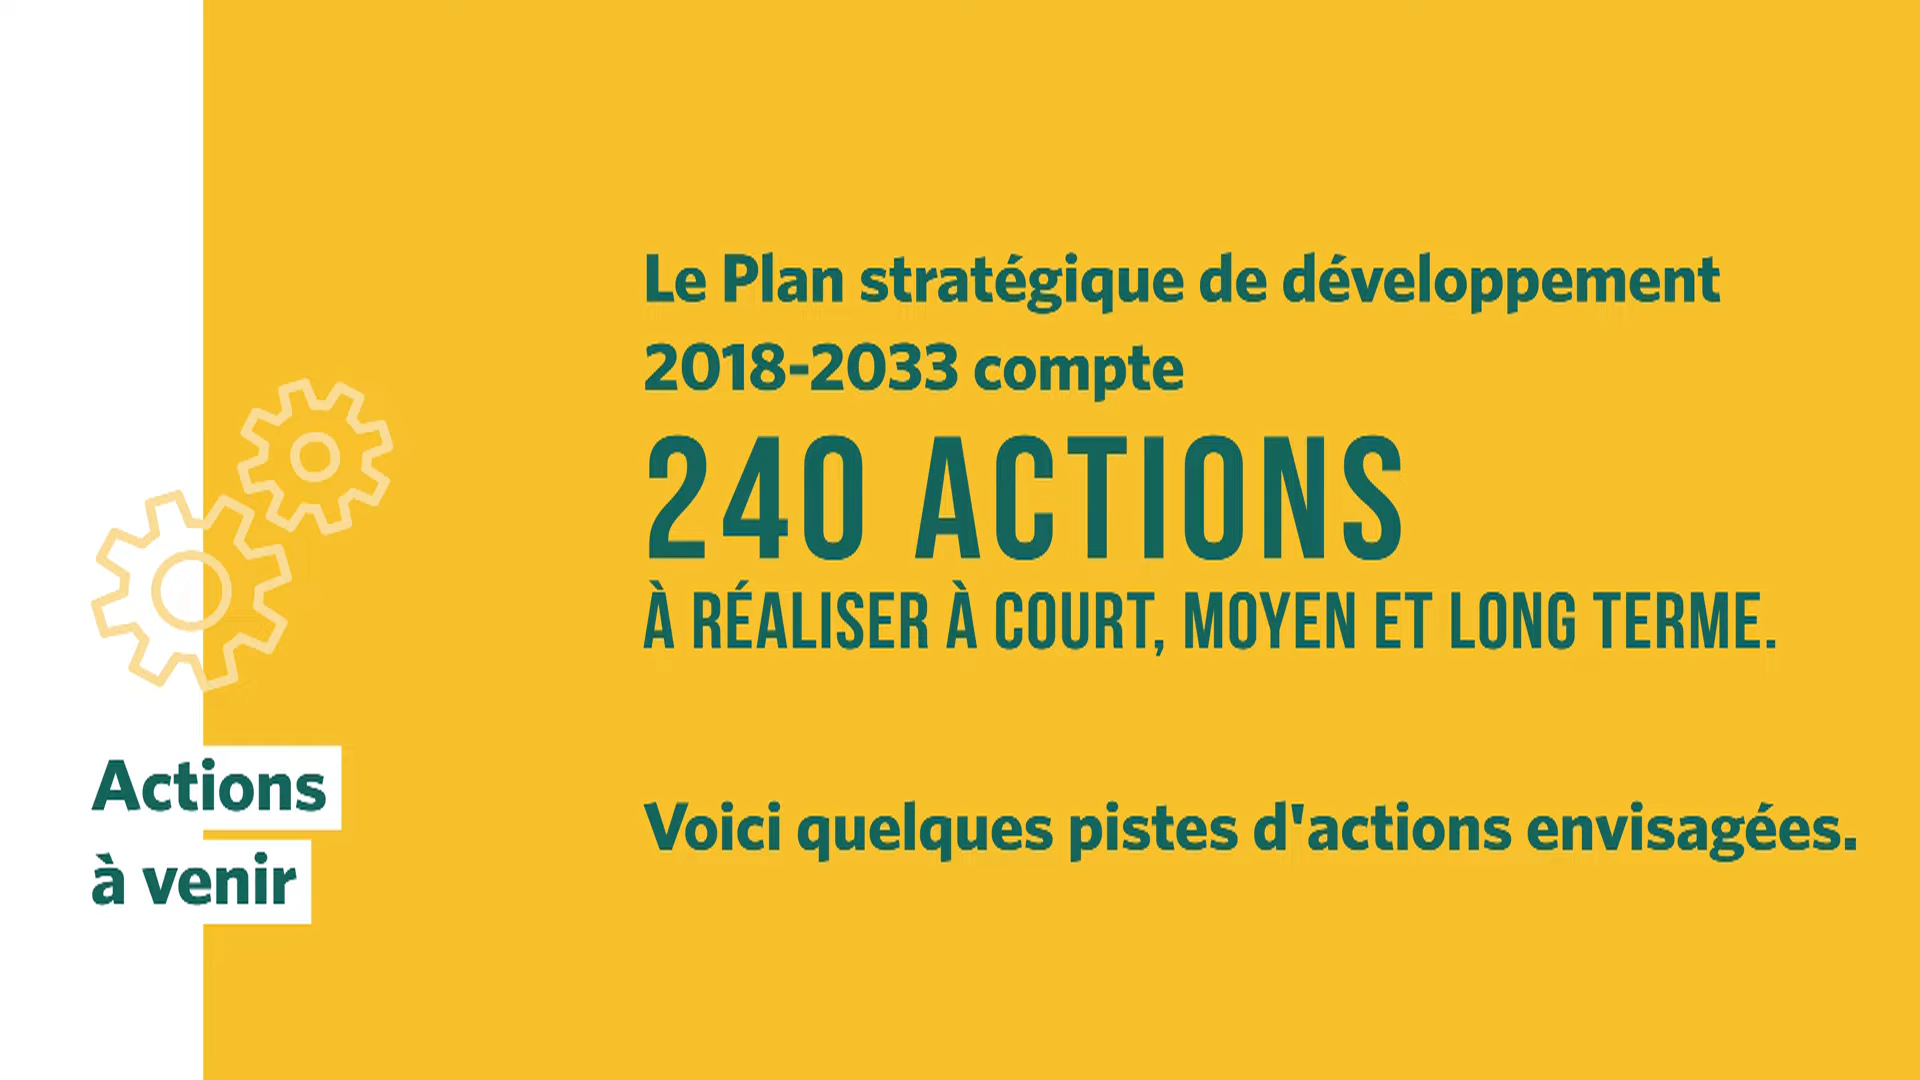 Le Plan stratégique de développement
2018-2033 compte
240 ACTIONS
À RÉALISER À COURT, MOYEN ET LONG TERME.
Voici quelques pistes d'actions envisagées.
Actions
à venir